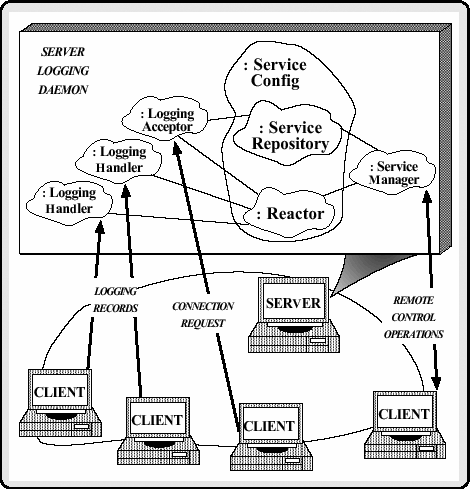 SERVER
LOGGING
DAEMON
: Service
Config
: Logging
Acceptor
: Service
Repository
: Logging
Handler
: Service
Manager
: Logging
Handler
: Reactor
LOGGING
RECORDS
CONNECTION
REQUEST
SERVER
REMOTE
CONTROL
OPERATIONS
CLIENT
CLIENT
CLIENT
CLIENT